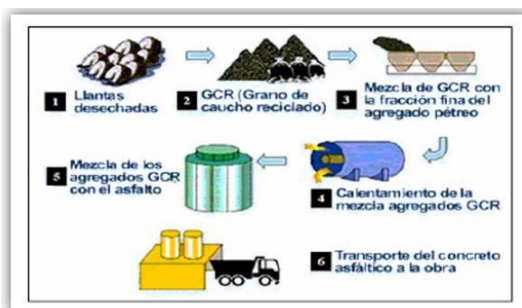 1 Llantas
desechadas
2 GCR (Grano de
caucho reciclado)
3 Mezcla de GCR con
la fracción fina del
agregado pétreo
5 Mezcla de los
agregados GCR
con el asfalto
4 Calentamiento de la
mezcla agregados GCR
6 Transporte del concreto
asfáltico a la obra